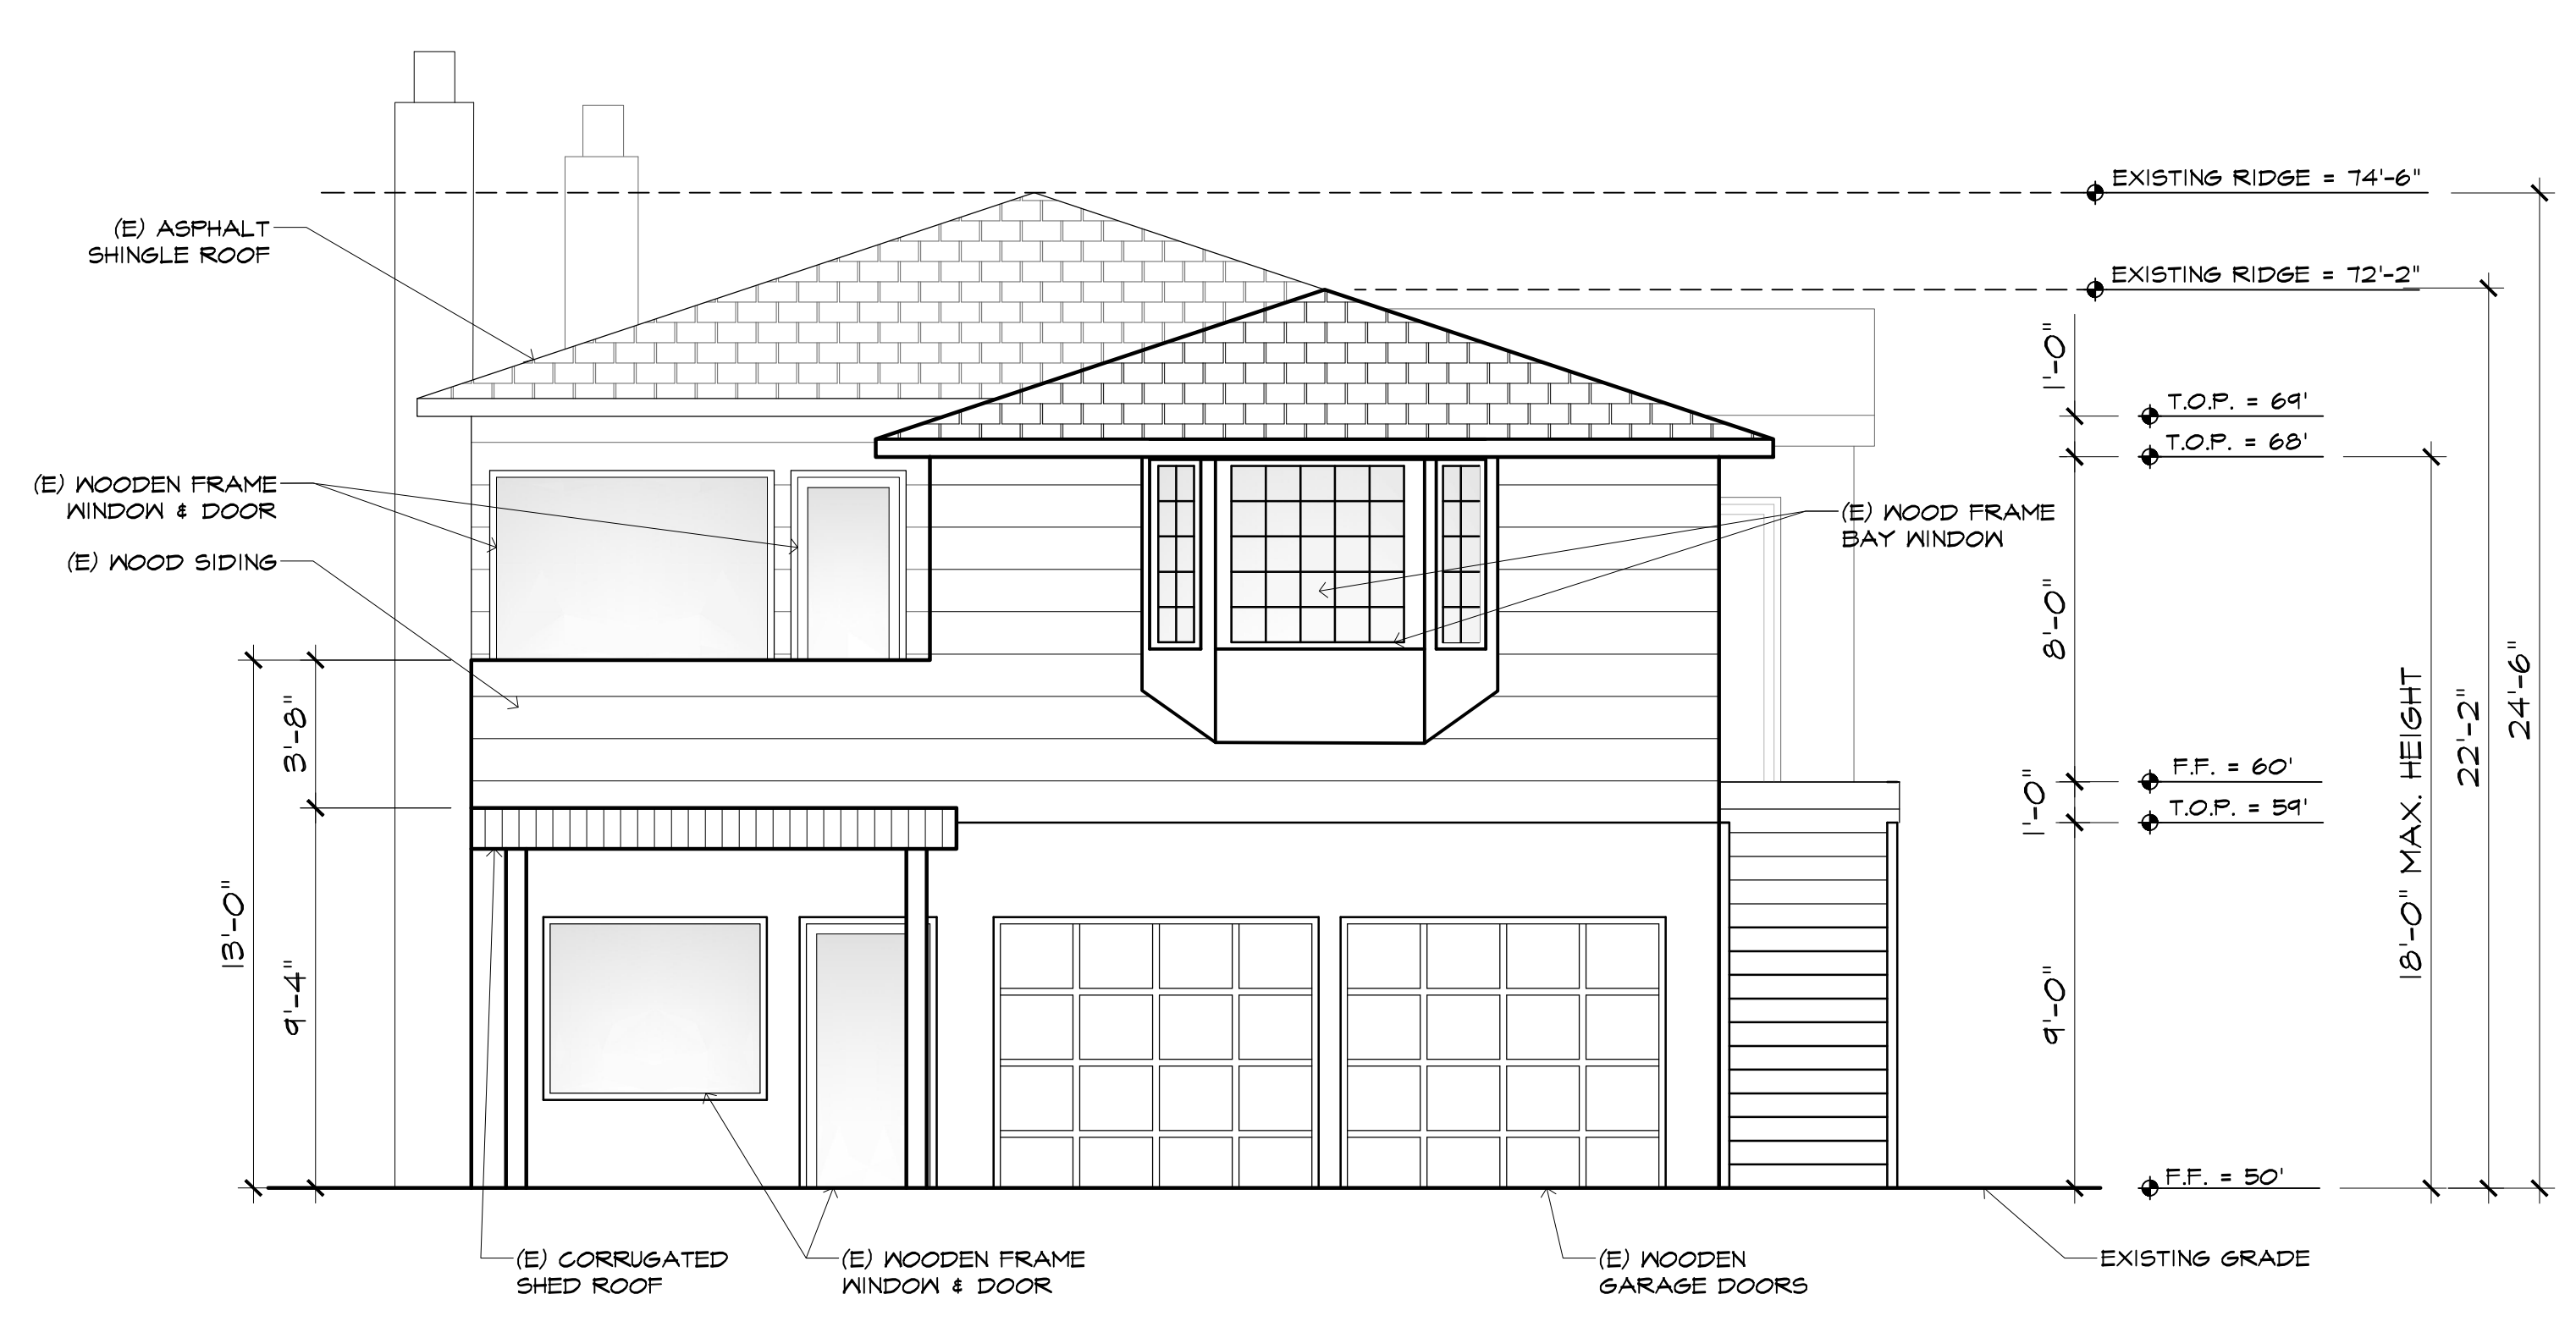 EXISTING RIDGE = 74'-6"
(E) ASPHALT
SHINGLE ROOF
EXISTING RIDGE = 72'-2"
1'-0"
T.O.P. = 69'
T.O.P. = 68'
(E) WOODEN FRAME
WINDOW & DOOR
(E) WOOD SIDING
(E) WOOD FRAME
BAY WINDOW
8'-0"
24'-6"
22'-2"
18'-0" MAX. HEIGHT
3'-8"
F.F. = 60'
1'-0"
T.O.P. = 59'
13'-0"
9'-4"
9'-0"
F.F. = 50'
(E) CORRUGATED
SHED ROOF
(E) WOODEN FRAME
WINDOW & DOOR
(E) WOODEN
GARAGE DOORS
EXISTING GRADE